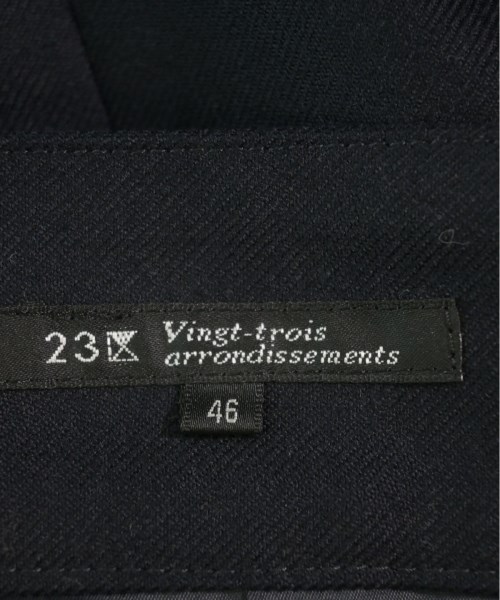 23区 Vingt-trois
arrondissements
46